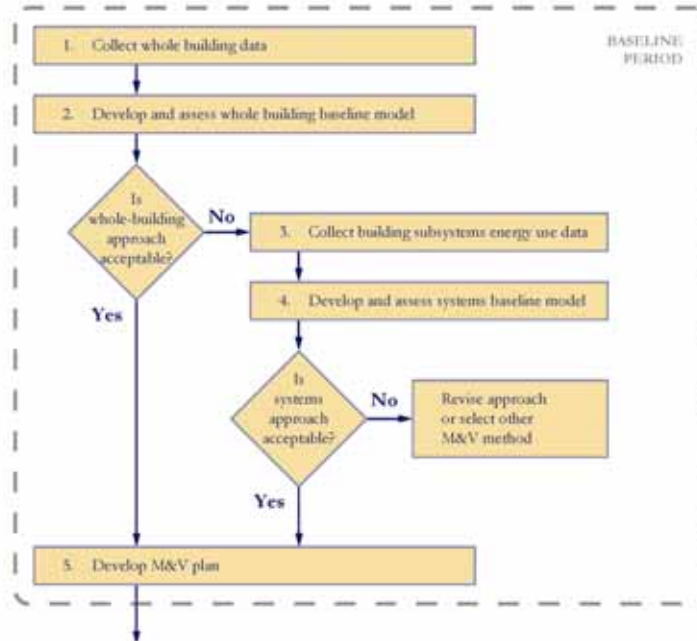 BASELINE
PERIOD
1. Collect whole building data
2. Develop and assess whole building baseline model
Is
whole-building
approach
acceptable?
No
3. Collect building subsystems energy use data
4. Develop and assess systems baseline model
Yes
Is
systems
approach
acceptable?
No
Revise approach
or select other
M&V method
Yes
5. Develop M&V plan